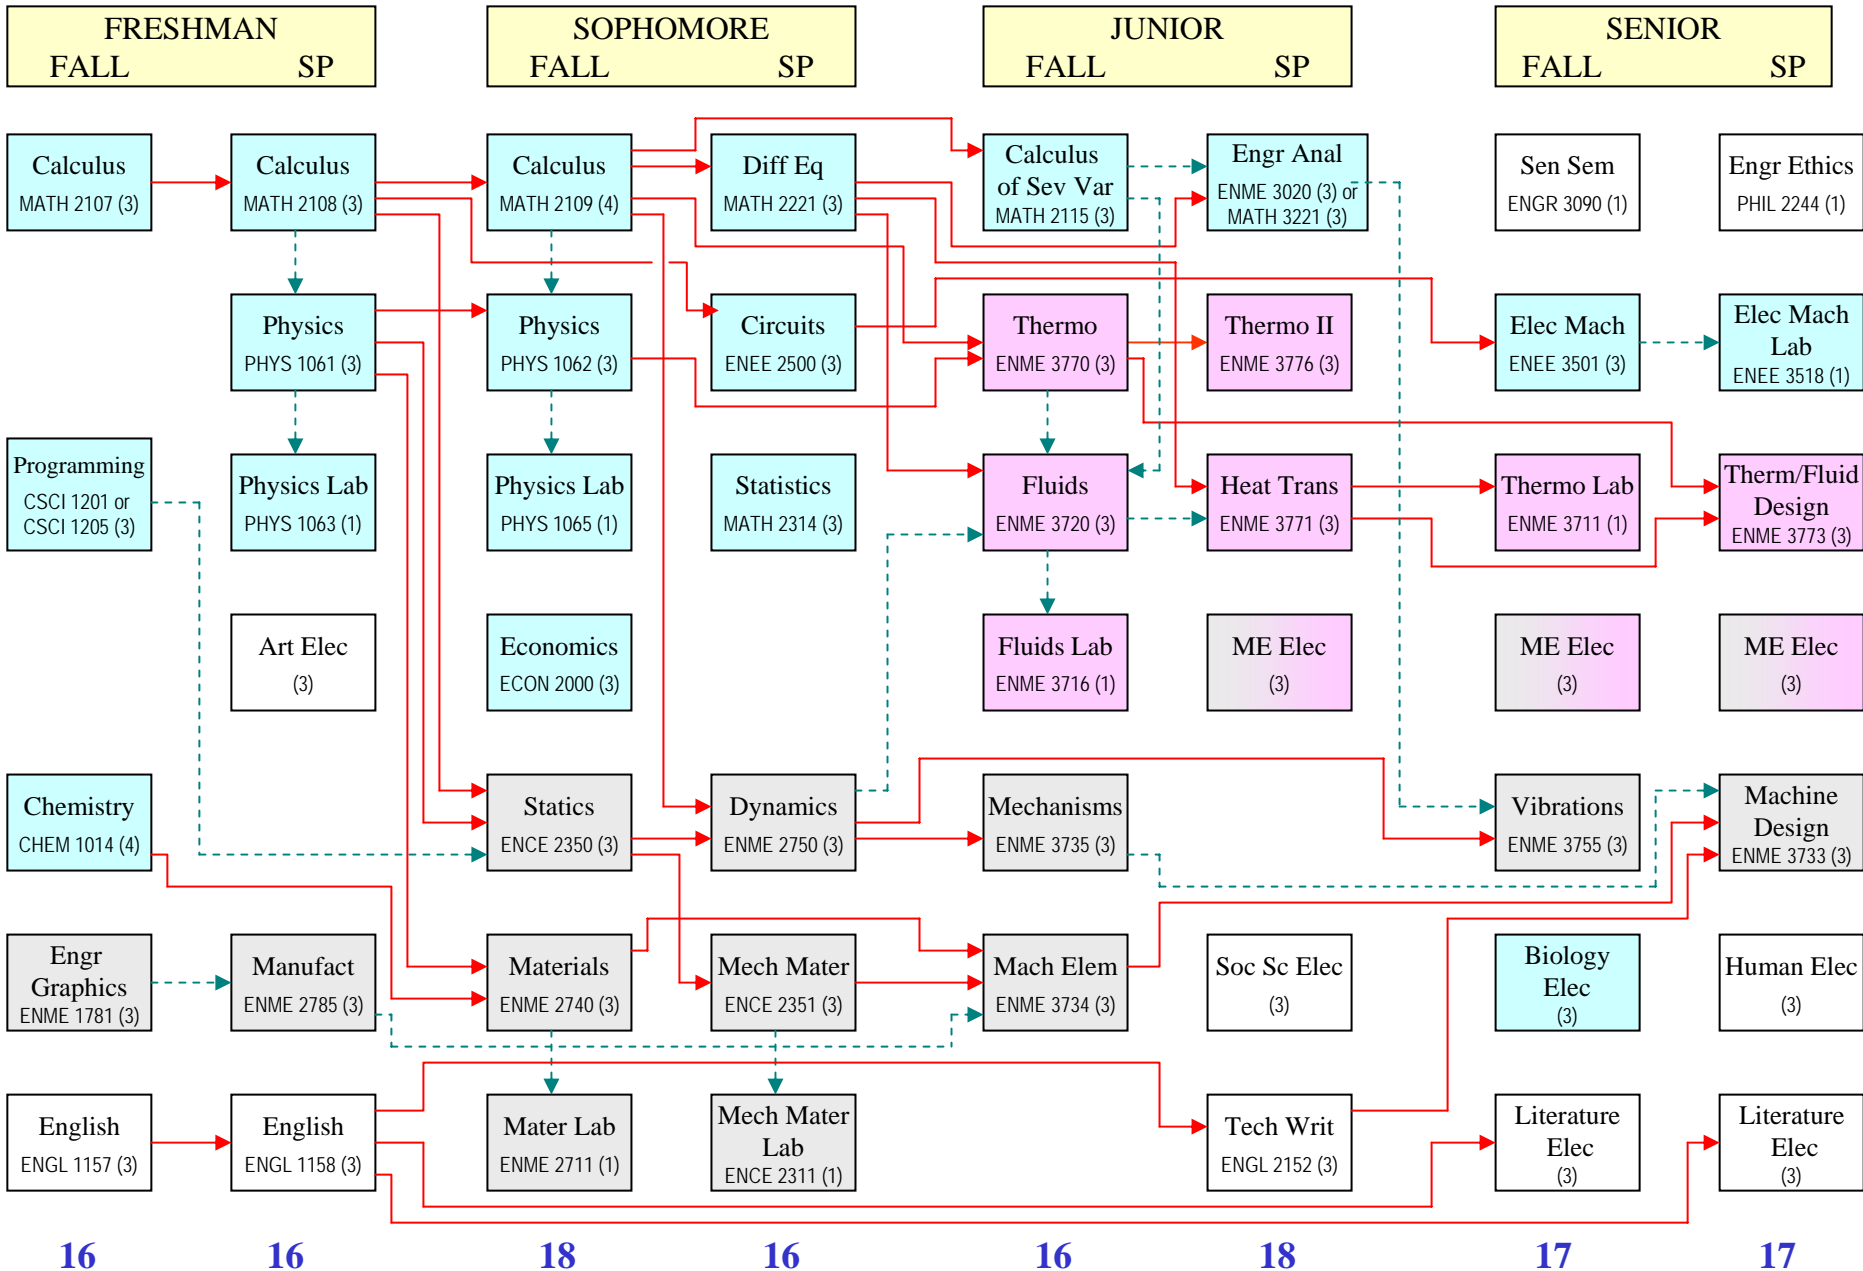 FRESHMAN
FALL SP
SOPHOMORE
FALL SP
JUNIOR
FALL SP
SENIOR
FALL SP
Calculus
MATH 2107 (3)
Calculus
MATH 2108 (3)
Calculus
MATH 2109 (4)
Diff Eq
MATH 2221 (3)
Calculus
of Sev Var
MATH 2115 (3)
Engr Anal
ENME 3020 (3) or
MATH 3221 (3)
Sen Sem
ENGR 3090 (1)
Engr Ethics
PHIL 2244 (1)
Physics
PHYS 1061 (3)
Physics
PHYS 1062 (3)
Circuits
ENEE 2500 (3)
Thermo
ENME 3770 (3)
Thermo II
ENME 3776 (3)
Elec Mach
ENEE 3501 (3)
Elec Mach
Lab
ENEE 3518 (1)
Programming
CSCI 1201 or
CSCI 1205 (3)
Physics Lab
PHYS 1063 (1)
Physics Lab
PHYS 1065 (1)
Statistics
MATH 2314 (3)
Fluids
ENME 3720 (3)
Heat Trans
ENME 3771 (3)
Thermo Lab
ENME 3711 (1)
Therm/Fluid
Design
ENME 3773 (3)
Art Elec
(3)
Economics
ECON 2000 (3)
Fluids Lab
ENME 3716 (1)
ME Elec
(3)
ME Elec
(3)
ME Elec
(3)
Chemistry
CHEM 1014 (4)
Statics
ENCE 2350 (3)
Dynamics
ENME 2750 (3)
Mechanisms
ENME 3735 (3)
Vibrations
ENME 3755 (3)
Machine
Design
ENME 3733 (3)
Engr
Graphics
ENME 1781 (3)
Manufact
ENME 2785 (3)
Materials
ENME 2740 (3)
Mech Mater
ENCE 2351 (3)
Mach Elem
ENME 3734 (3)
Soc Sc Elec
(3)
Biology
Elec
(3)
Human Elec
(3)
English
ENGL 1157 (3)
English
ENGL 1158 (3)
Mater Lab
ENME 2711 (1)
Mech Mater
Lab
ENCE 2311 (1)
Tech Writ
ENGL 2152 (3)
Literature
Elec
(3)
Literature
Elec
(3)
16 16 18 16 16 18 17 17